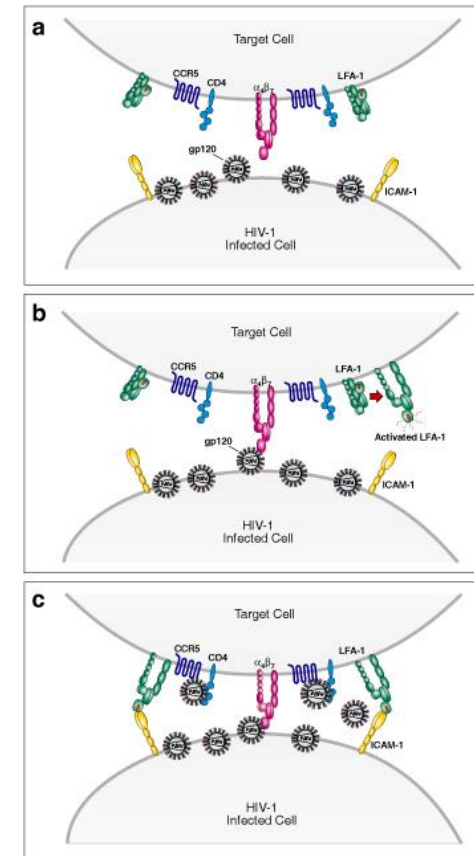 a
Target Cell
CCR5
CD4
α4β7
LFA-1
gp120
ICAM-1
HIV-1
Infected Cell
b
Target Cell
CCR5
CD4
α4β7
LFA-1
Activated LFA-1
gp120
ICAM-1
HIV-1
Infected Cell
c
Target Cell
CCR5
CD4
α4β7
LFA-1
ICAM-1
HIV-1
Infected Cell